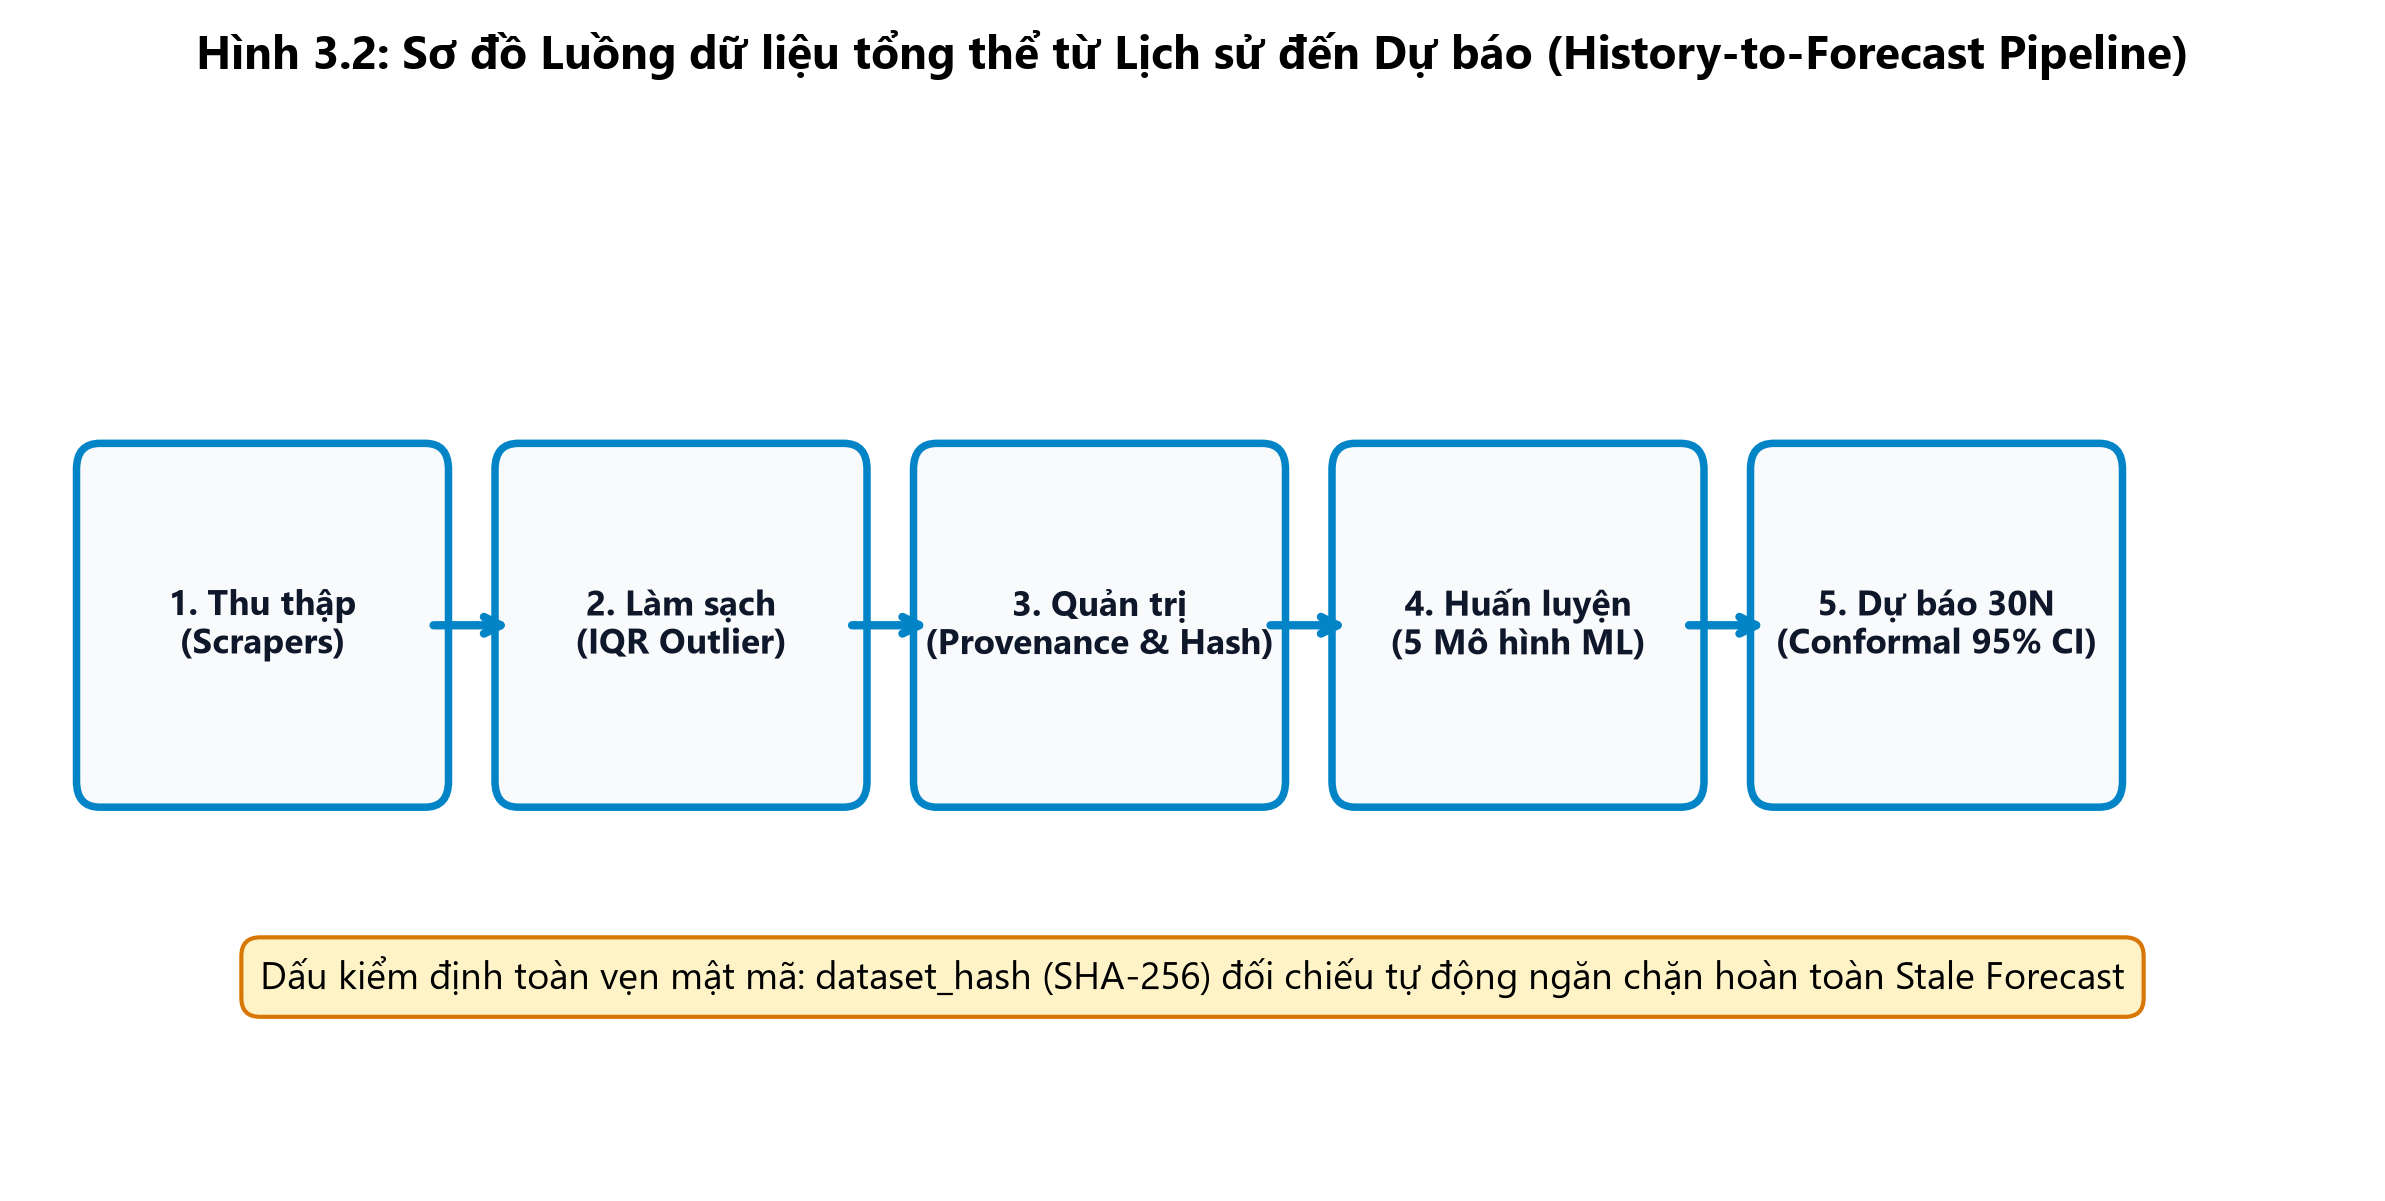 Hình 3.2: Sơ đồ Luồng dữ liệu tổng thể từ Lịch sử đến Dự báo (History-to-Forecast Pipeline)
1. Thu thập
(Scrapers)
2. Làm sạch
(IQR Outlier)
3. Quản trị
(Provenance & Hash)
4. Huấn luyện
(5 Mô hình ML)
5. Dự báo 30N
(Conformal 95% CI)
Dấu kiểm định toàn vẹn mật mã: dataset_hash (SHA-256) đối chiếu tự động ngăn chặn hoàn toàn Stale Forecast